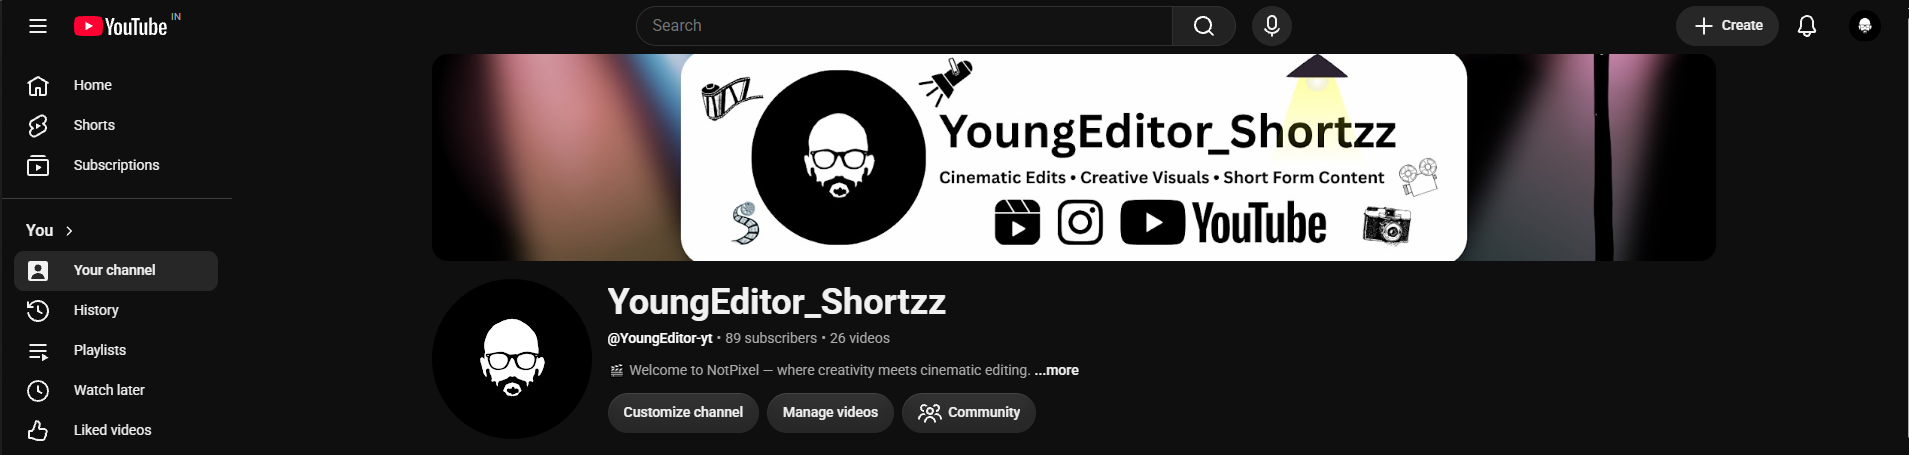 YouTube IN
Search
Create
Home
Shorts
Subscriptions
You
Your channel
History
Playlists
Watch later
Liked videos
YoungEditor_Shortzz
Cinematic Edits • Creative Visuals • Short Form Content
YouTube
YoungEditor_Shortzz
@YoungEditor-yt • 89 subscribers • 26 videos
🎬 Welcome to NotPixel — where creativity meets cinematic editing. ...more
Customize channel
Manage videos
Community